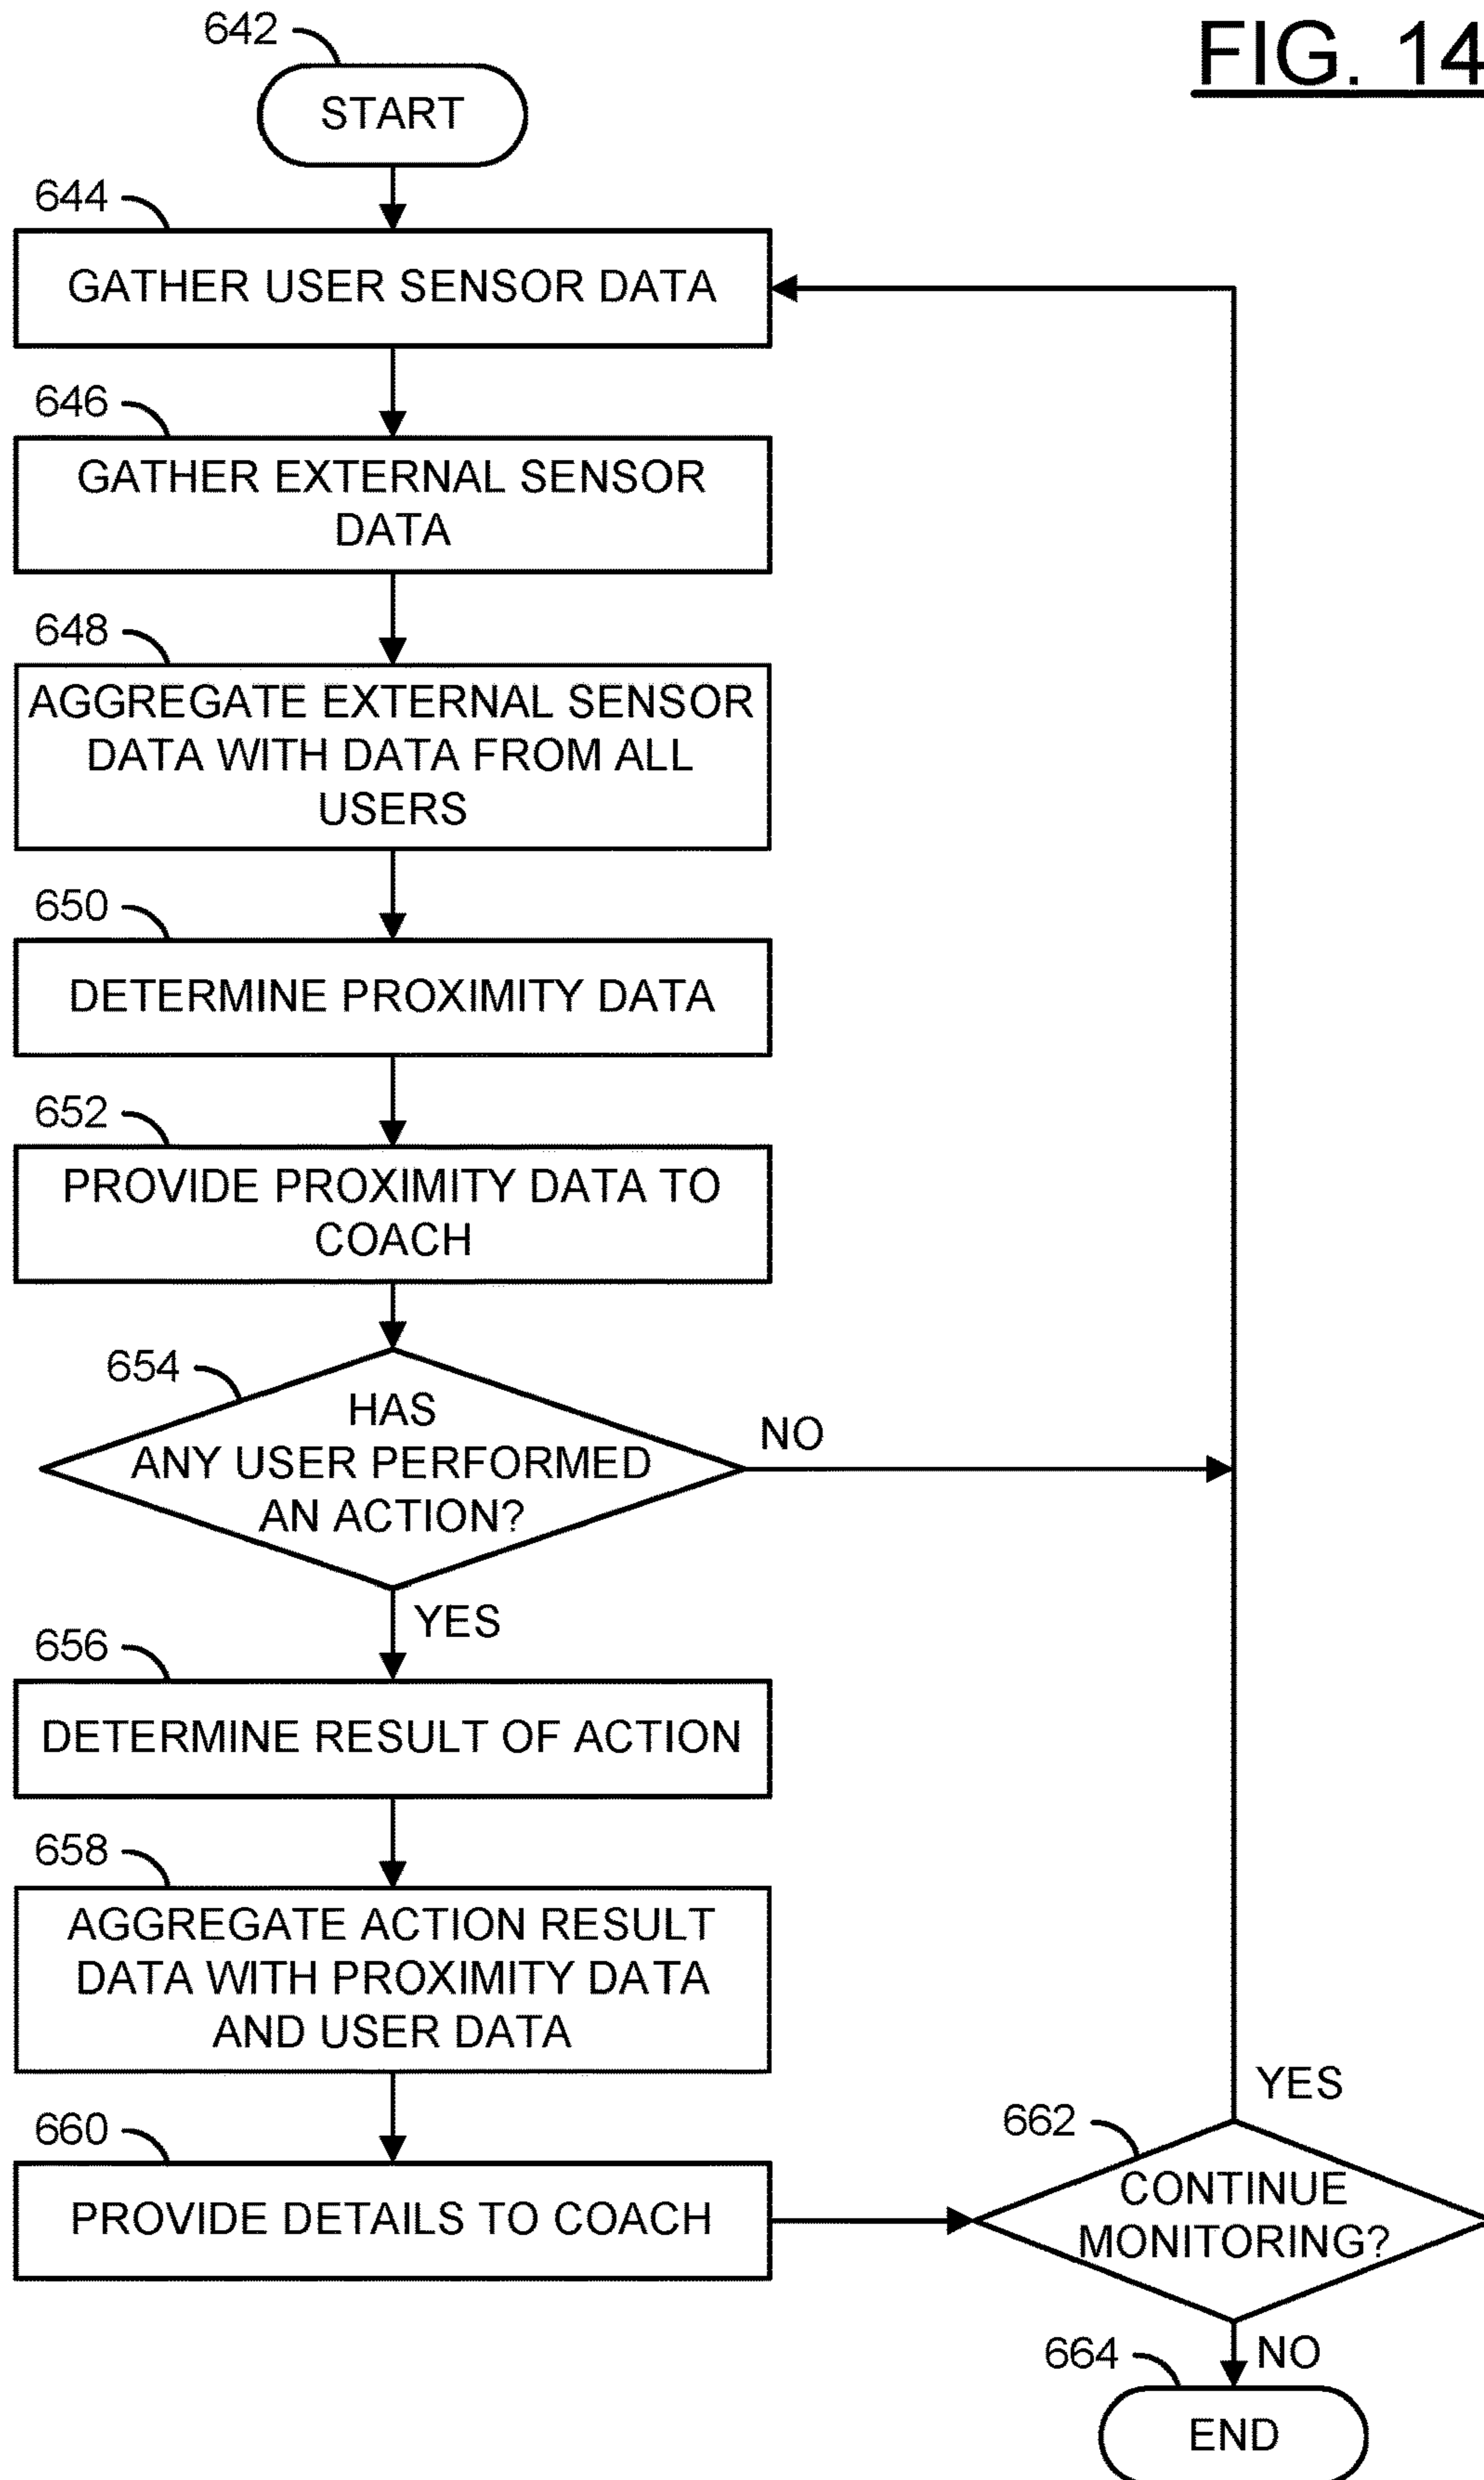 FIG. 14
642
START
644
GATHER USER SENSOR DATA
646
GATHER EXTERNAL SENSOR
DATA
648
AGGREGATE EXTERNAL SENSOR
DATA WITH DATA FROM ALL
USERS
650
DETERMINE PROXIMITY DATA
652
PROVIDE PROXIMITY DATA TO
COACH
654
HAS
ANY USER PERFORMED
AN ACTION?
NO
YES
656
DETERMINE RESULT OF ACTION
658
AGGREGATE ACTION RESULT
DATA WITH PROXIMITY DATA
AND USER DATA
660
PROVIDE DETAILS TO COACH
662
CONTINUE
MONITORING?
YES
NO
664
END